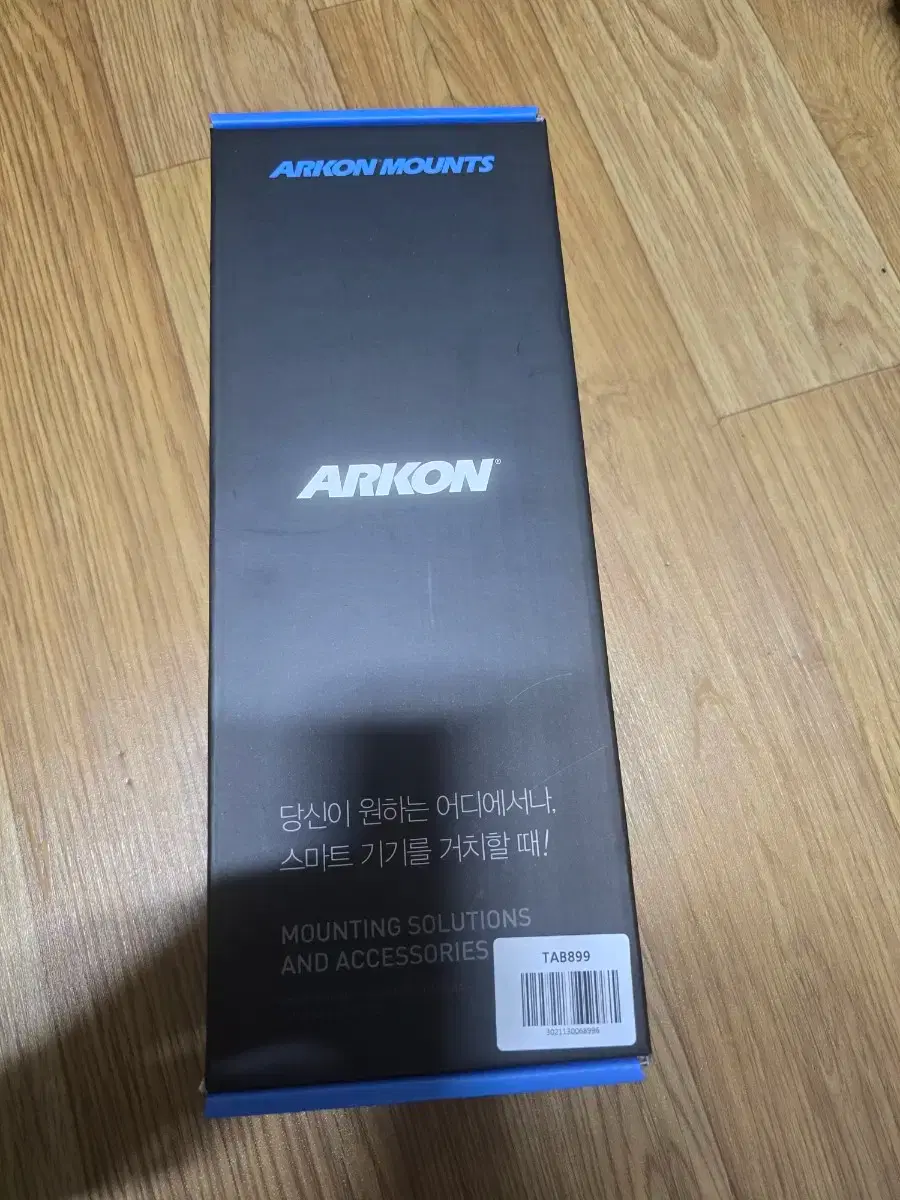 ARKON MOUNTS
ARKON®
당신이 원하는 어디에서나,
스마트 기기를 거치할 때!
MOUNTING SOLUTIONS
AND ACCESSORIES
TAB899
3021130068996